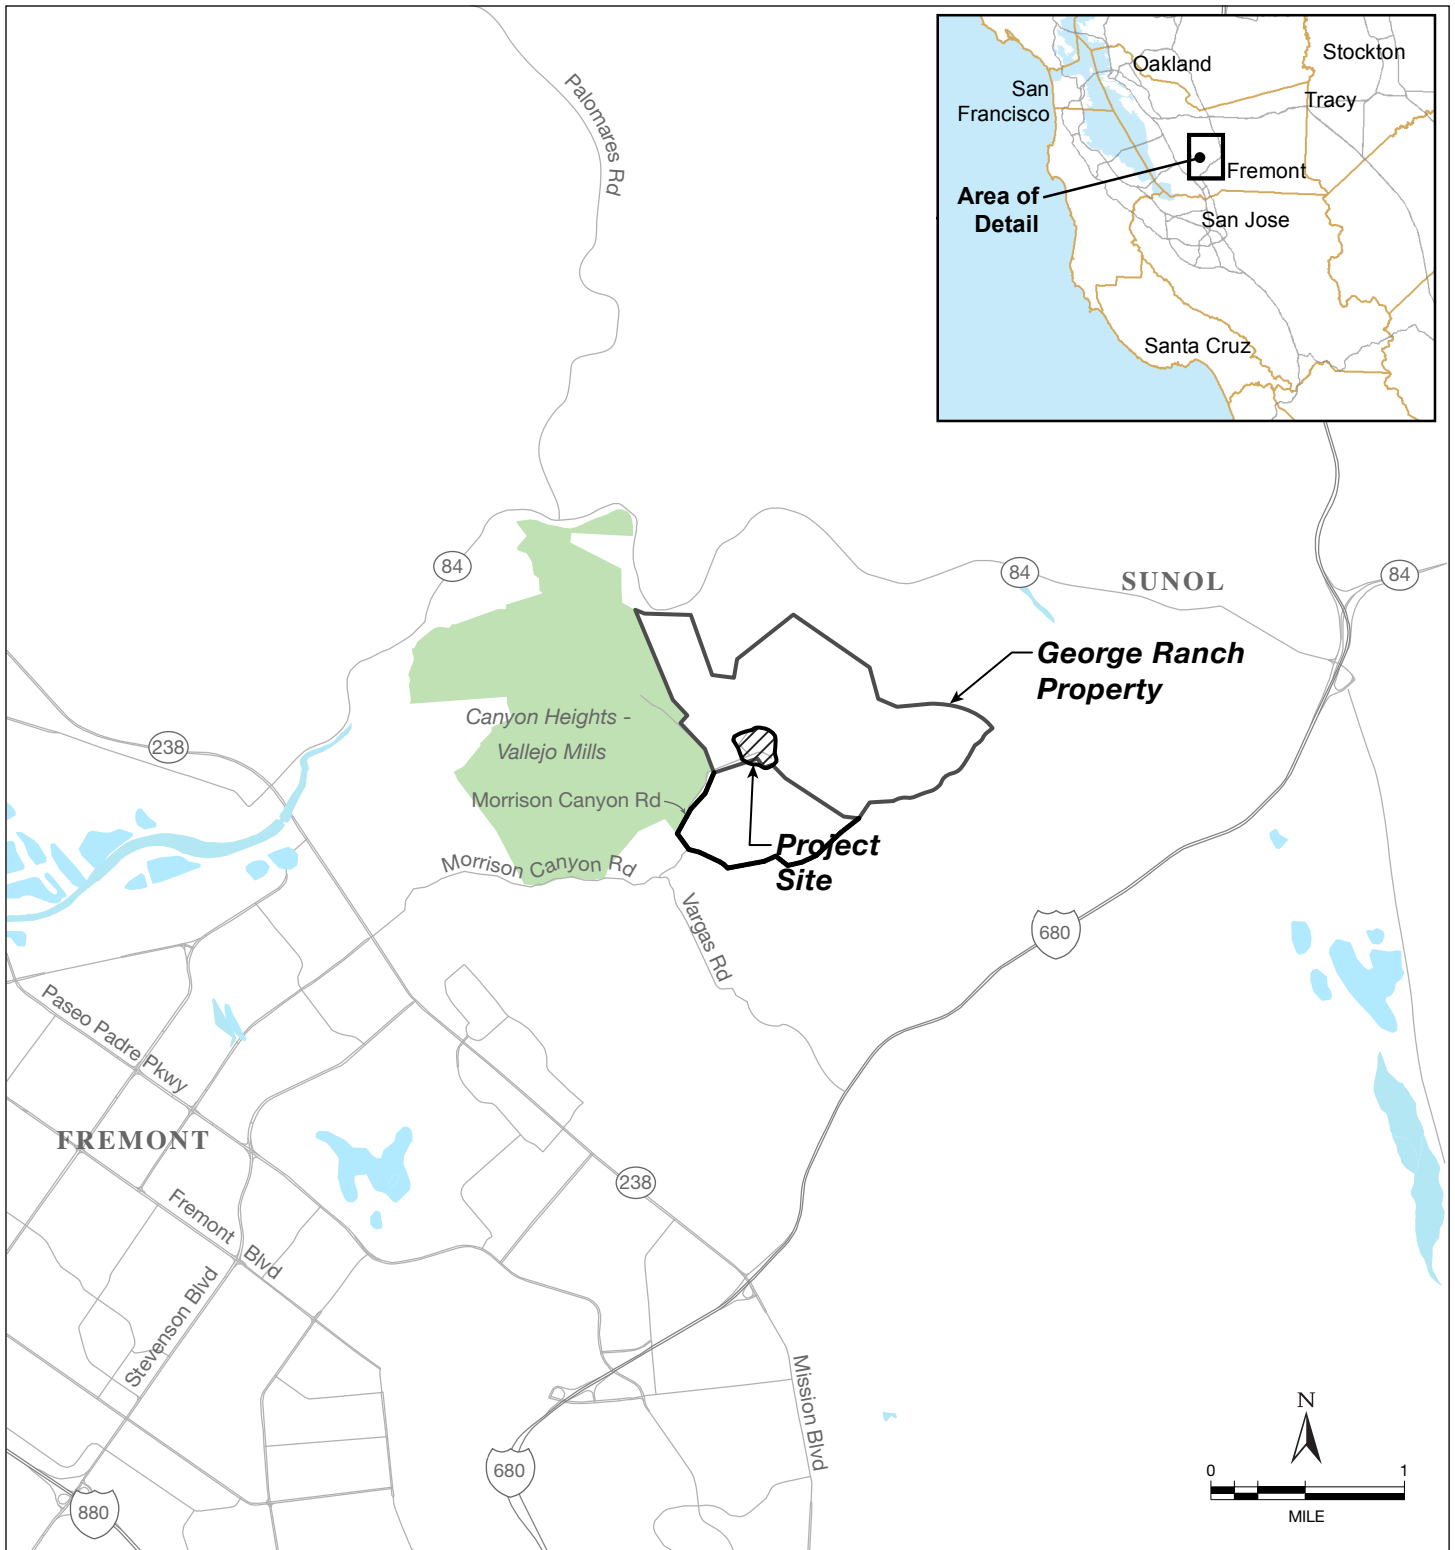 Oakland
Stockton
San
Francisco
Tracy
Fremont
Area of
Detail
San Jose
Santa Cruz
Palomares Rd
84
84
SUNOL
84
George Ranch
Property
Canyon Heights -
Vallejo Mills
238
Morrison Canyon Rd
Project
Site
Morrison Canyon Rd
Vargas Rd
680
Paseo Padre Pkwy
FREMONT
238
Fremont Blvd
Stevenson Blvd
Mission Blvd
680
880
N
0
1
MILE